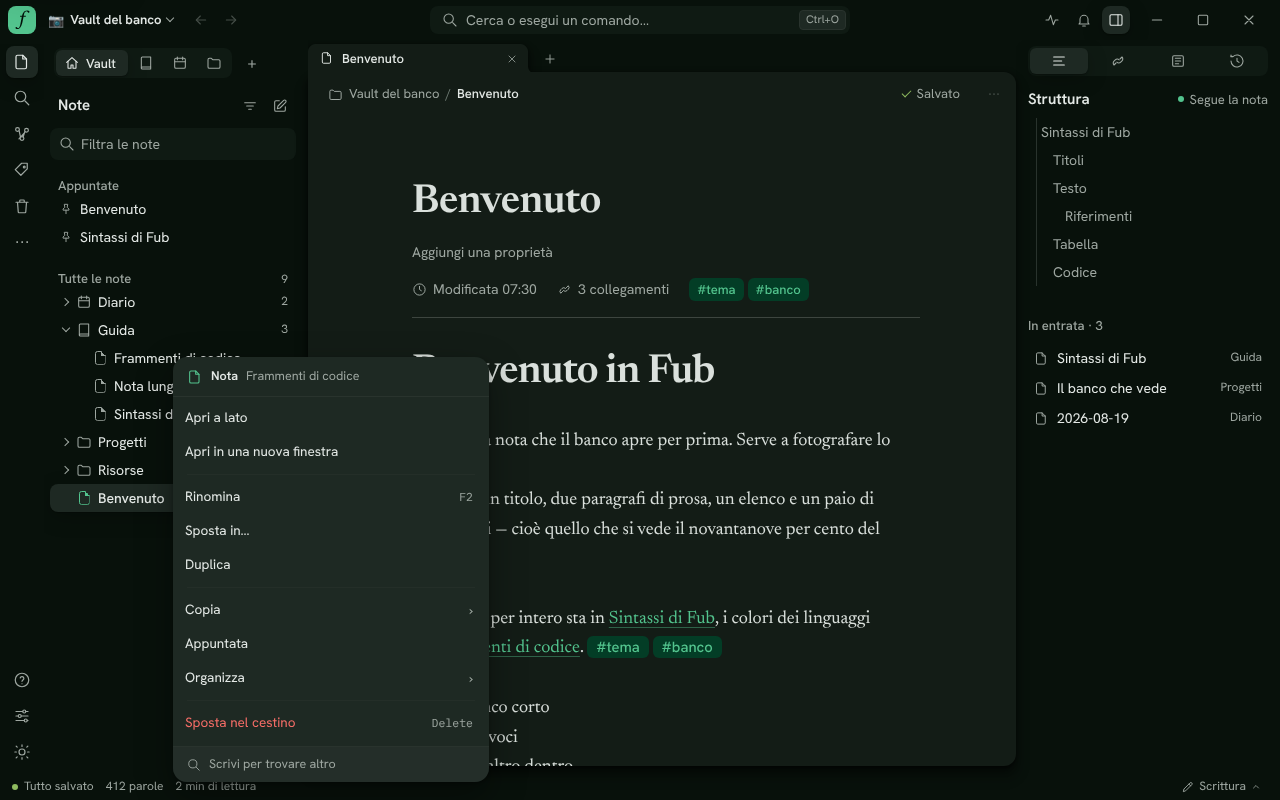 Vault del banco
Cerca o esegui un comando…
Ctrl+O
Vault
Note
Filtra le note
Appuntate
Benvenuto
Sintassi di Fub
Tutte le note 9
Diario 2
Guida 3
Frammenti di codice
Nota lung
Sintassi d
Progetti
Risorse
Benvenuto
Nota Frammenti di codice
Apri a lato
Apri in una nuova finestra
Rinomina F2
Sposta in…
Duplica
Copia
Appuntata
Organizza
Sposta nel cestino Delete
Scrivi per trovare altro
Benvenuto
Vault del banco / Benvenuto
Salvato
Benvenuto
Aggiungi una proprietà
Modificata 07:30 3 collegamenti #tema #banco
Benvenuto in Fub
nota che il banco apre per prima. Serve a fotografare lo
n titolo, due paragrafi di prosa, un elenco e un paio di
i — cioè quello che si vede il novantanove per cento del
per intero sta in Sintassi di Fub, i colori dei linguaggi
nti di codice. #tema #banco
nco corto
voci
altro dentro
Struttura Segue la nota
Sintassi di Fub
Titoli
Testo
Riferimenti
Tabella
Codice
In entrata · 3
Sintassi di Fub Guida
Il banco che vede Progetti
2026-08-19 Diario
Tutto salvato 412 parole 2 min di lettura
Scrittura